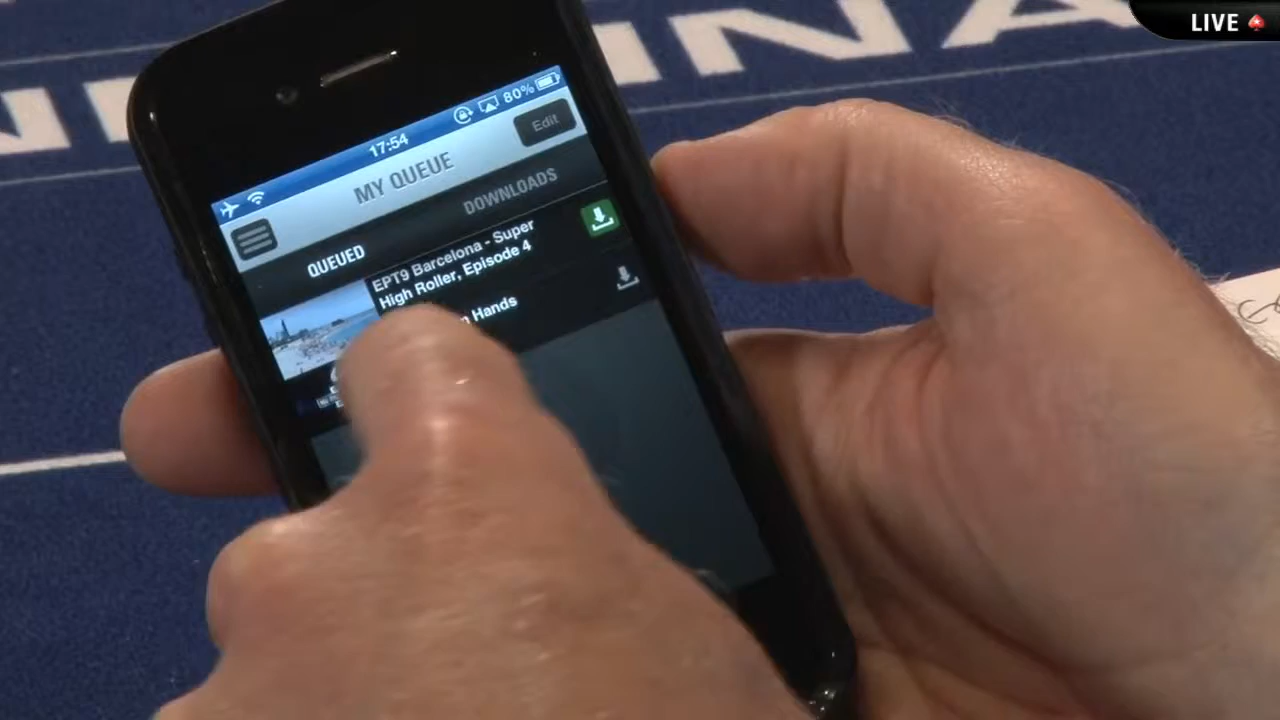 LIVE
17:54
80%
MY QUEUE
Edit
QUEUED
DOWNLOADS
EPT9 Barcelona - Super
High Roller, Episode 4
Hands